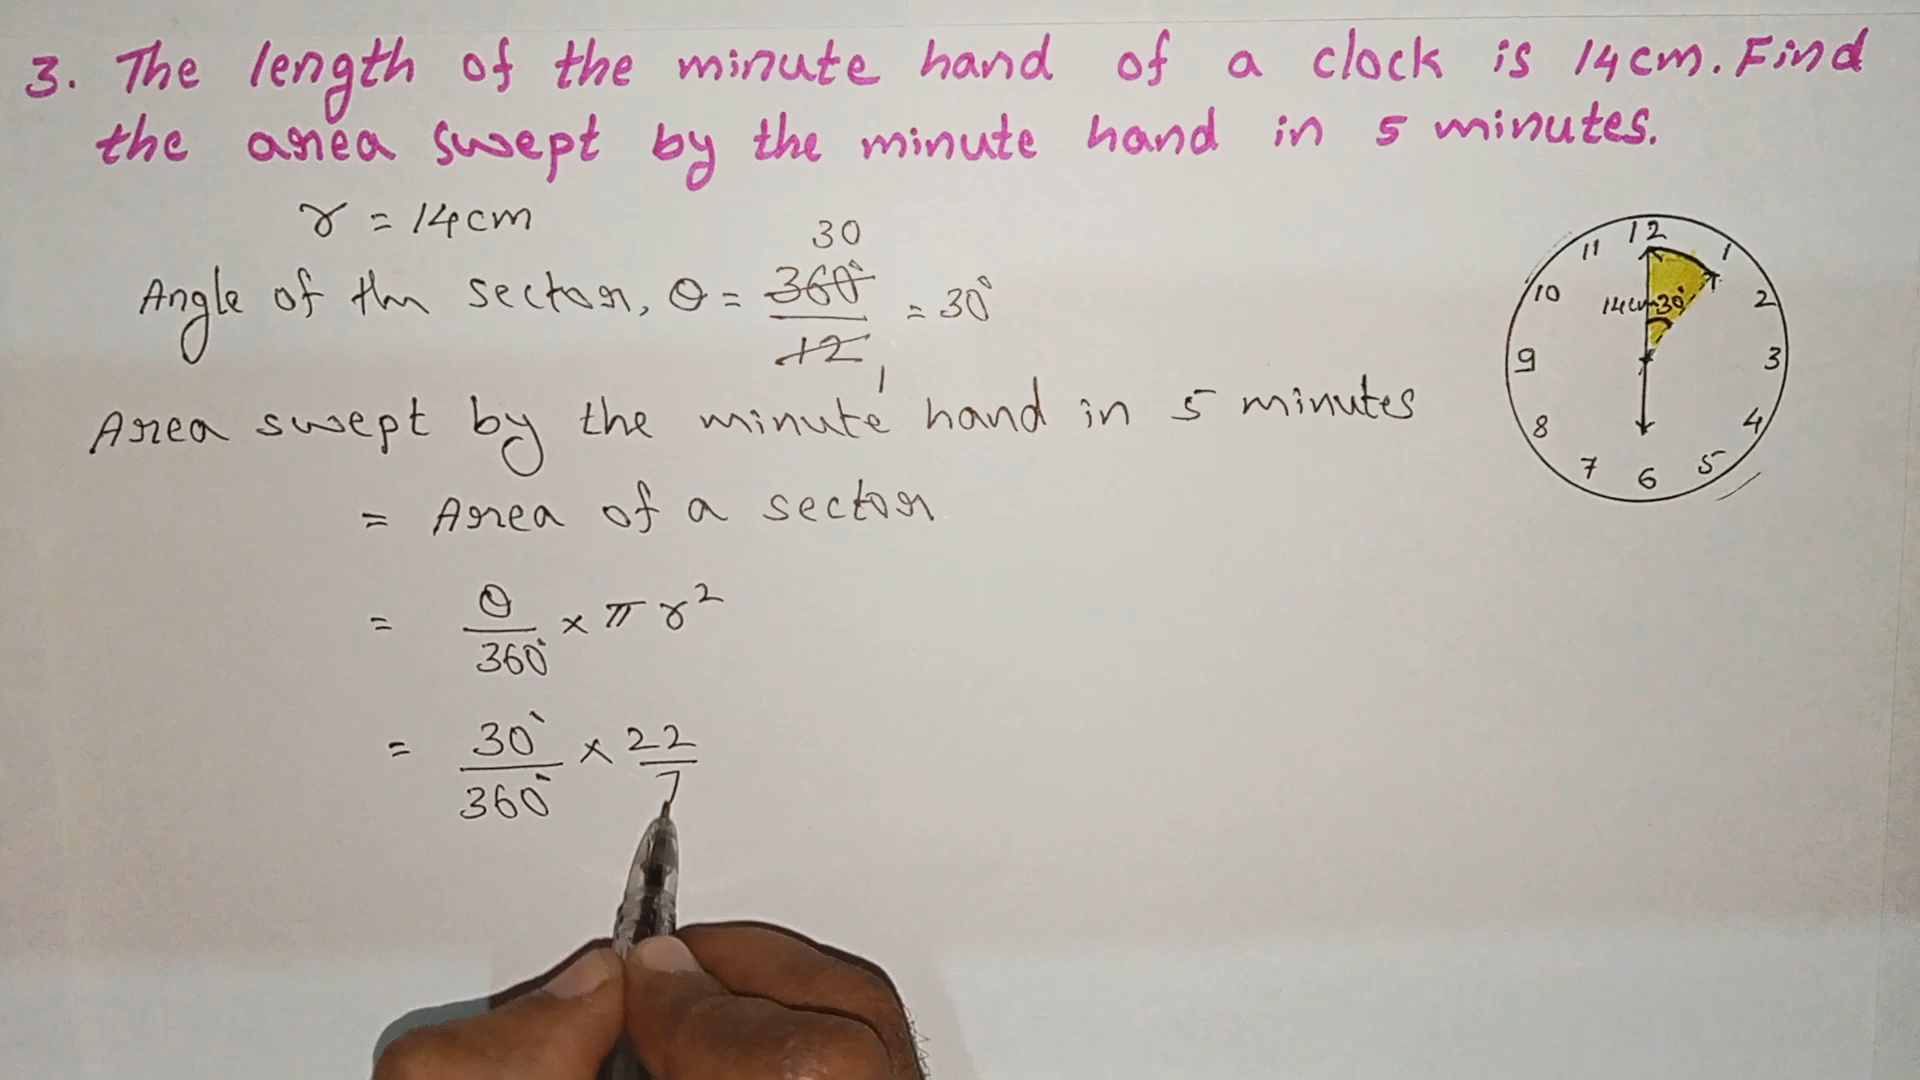 3. The length of the minute hand of a clock is 14cm. Find
the area swept by the minute hand in 5 minutes.
r = 14cm
30
Angle of the sector, θ = 360° / 12 = 30°
1
Area swept by the minute hand in 5 minutes
= Area of a sector
= θ/360° × πr²
= 30°/360° × 22/7
12
11 1
10 14cm 30° 2
9 3
8 4
7 5
6